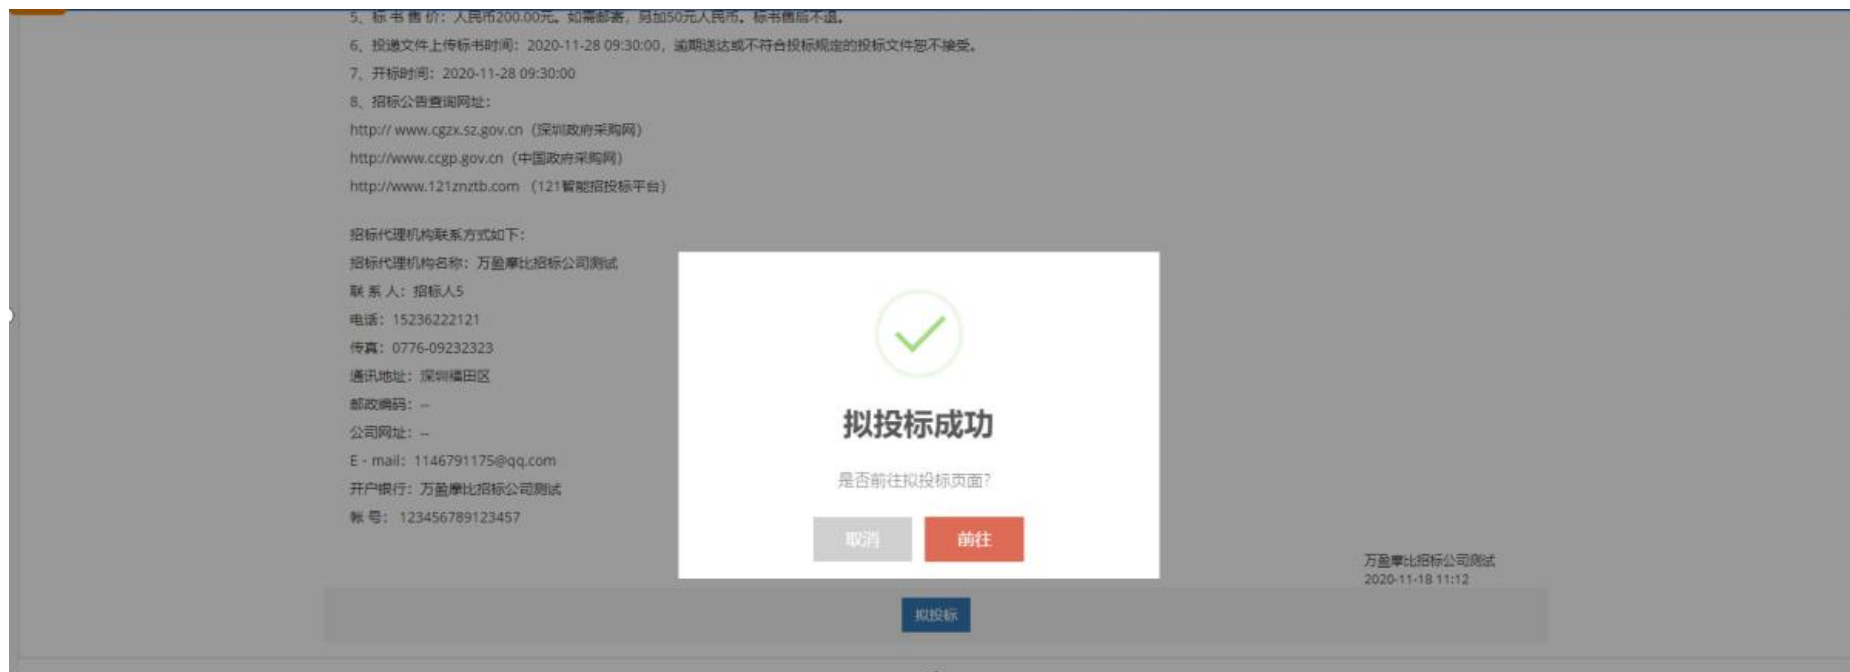 5、标 书 售 价：人民币200.00元。如需邮寄，另加50元人民币。标书售后不退。
6、投递文件上传标书时间：2020-11-28 09:30:00，逾期送达或不符合投标规定的投标文件恕不接受。
7、开标时间：2020-11-28 09:30:00
8、招标公告查询网址：
http:// www.cgzx.sz.gov.cn（深圳政府采购网）
http://www.ccgp.gov.cn（中国政府采购网）
http://www.121znztb.com （121智能招投标平台）
招标代理机构联系方式如下：
招标代理机构名称：万盈摩比招标公司测试
联 系 人：招标人5
电话：15236222121
传真：0776-09232323
通讯地址：深圳福田区
邮政编码：--
公司网址：--
E - mail：1146791175@qq.com
开户银行：万盈摩比招标公司测试
帐 号： 123456789123457
拟投标成功
是否前往拟投标页面?
取消 前往
万盈摩比招标公司测试
2020-11-18 11:12
拟投标